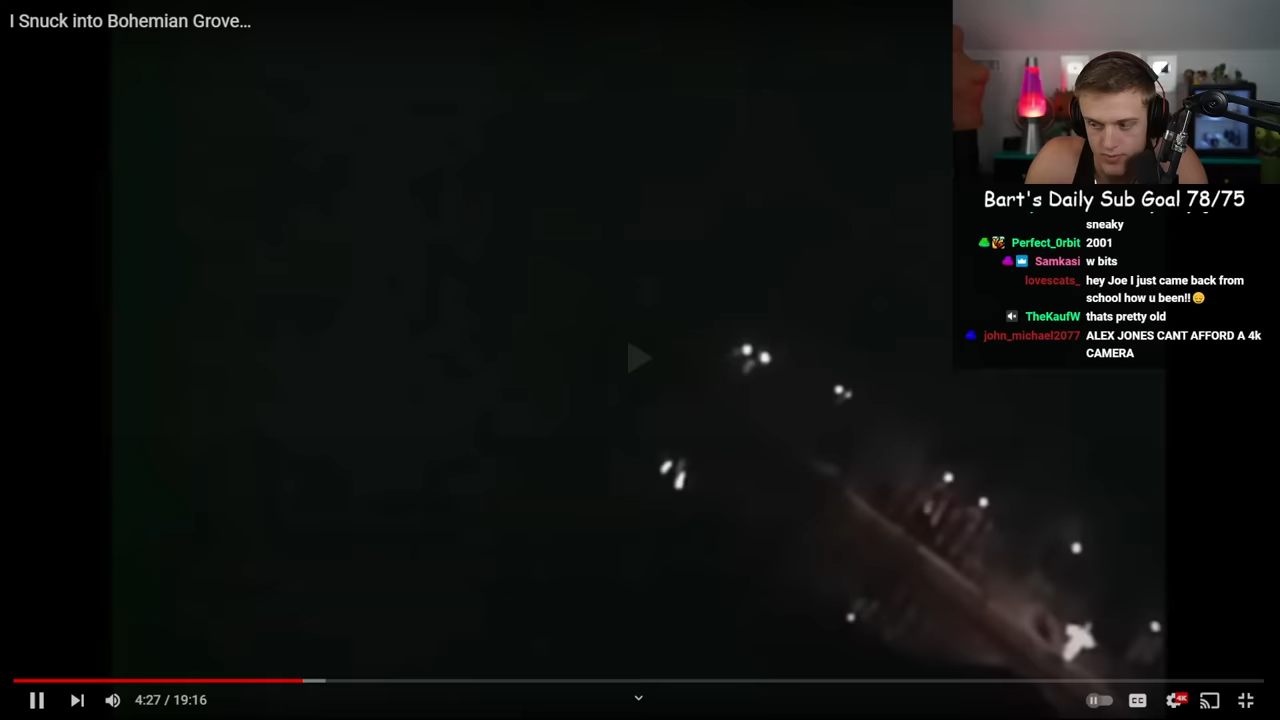 I Snuck into Bohemian Grove...
Bart's Daily Sub Goal 78/75
sneaky
Perfect_0rbit 2001
Samkasi w bits
lovescats_ hey Joe I just came back from
school how u been!!😊
TheKaufW thats pretty old
john_michael2077 ALEX JONES CANT AFFORD A 4k
CAMERA
4:27 / 19:16
CC
4K